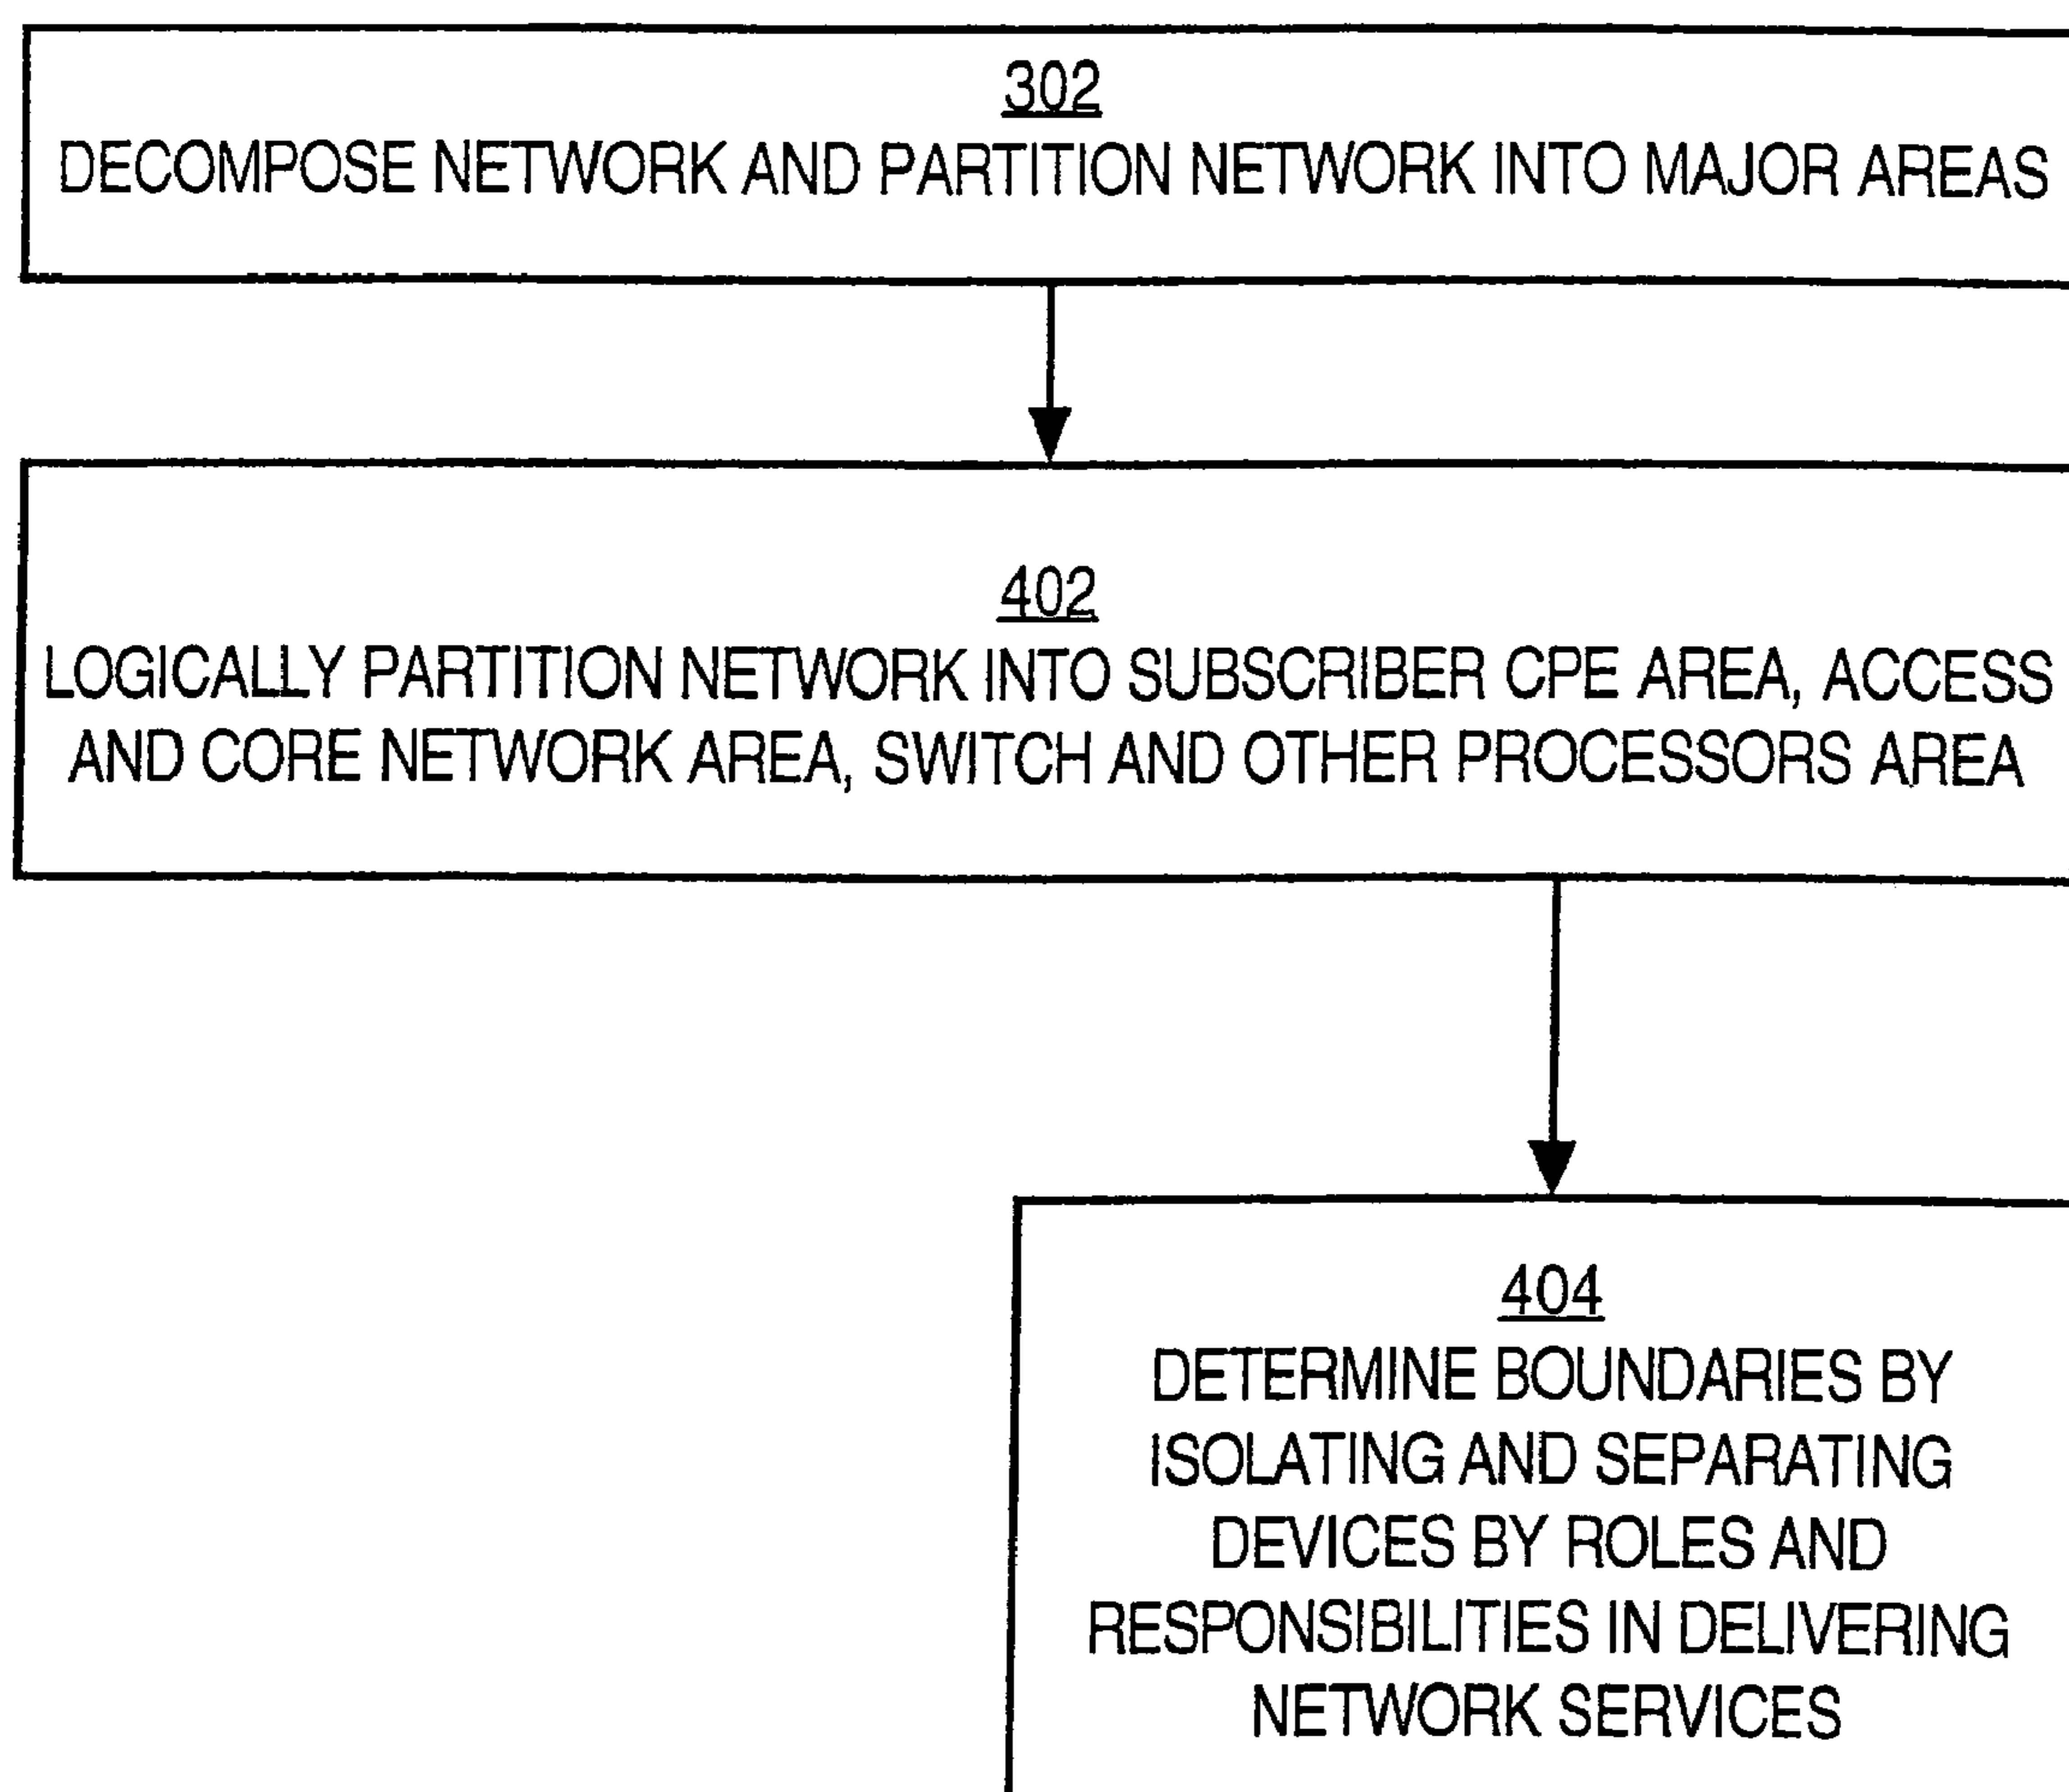 302
DECOMPOSE NETWORK AND PARTITION NETWORK INTO MAJOR AREAS
402
LOGICALLY PARTITION NETWORK INTO SUBSCRIBER CPE AREA, ACCESS
AND CORE NETWORK AREA, SWITCH AND OTHER PROCESSORS AREA
404
DETERMINE BOUNDARIES BY
ISOLATING AND SEPARATING
DEVICES BY ROLES AND
RESPONSIBILITIES IN DELIVERING
NETWORK SERVICES